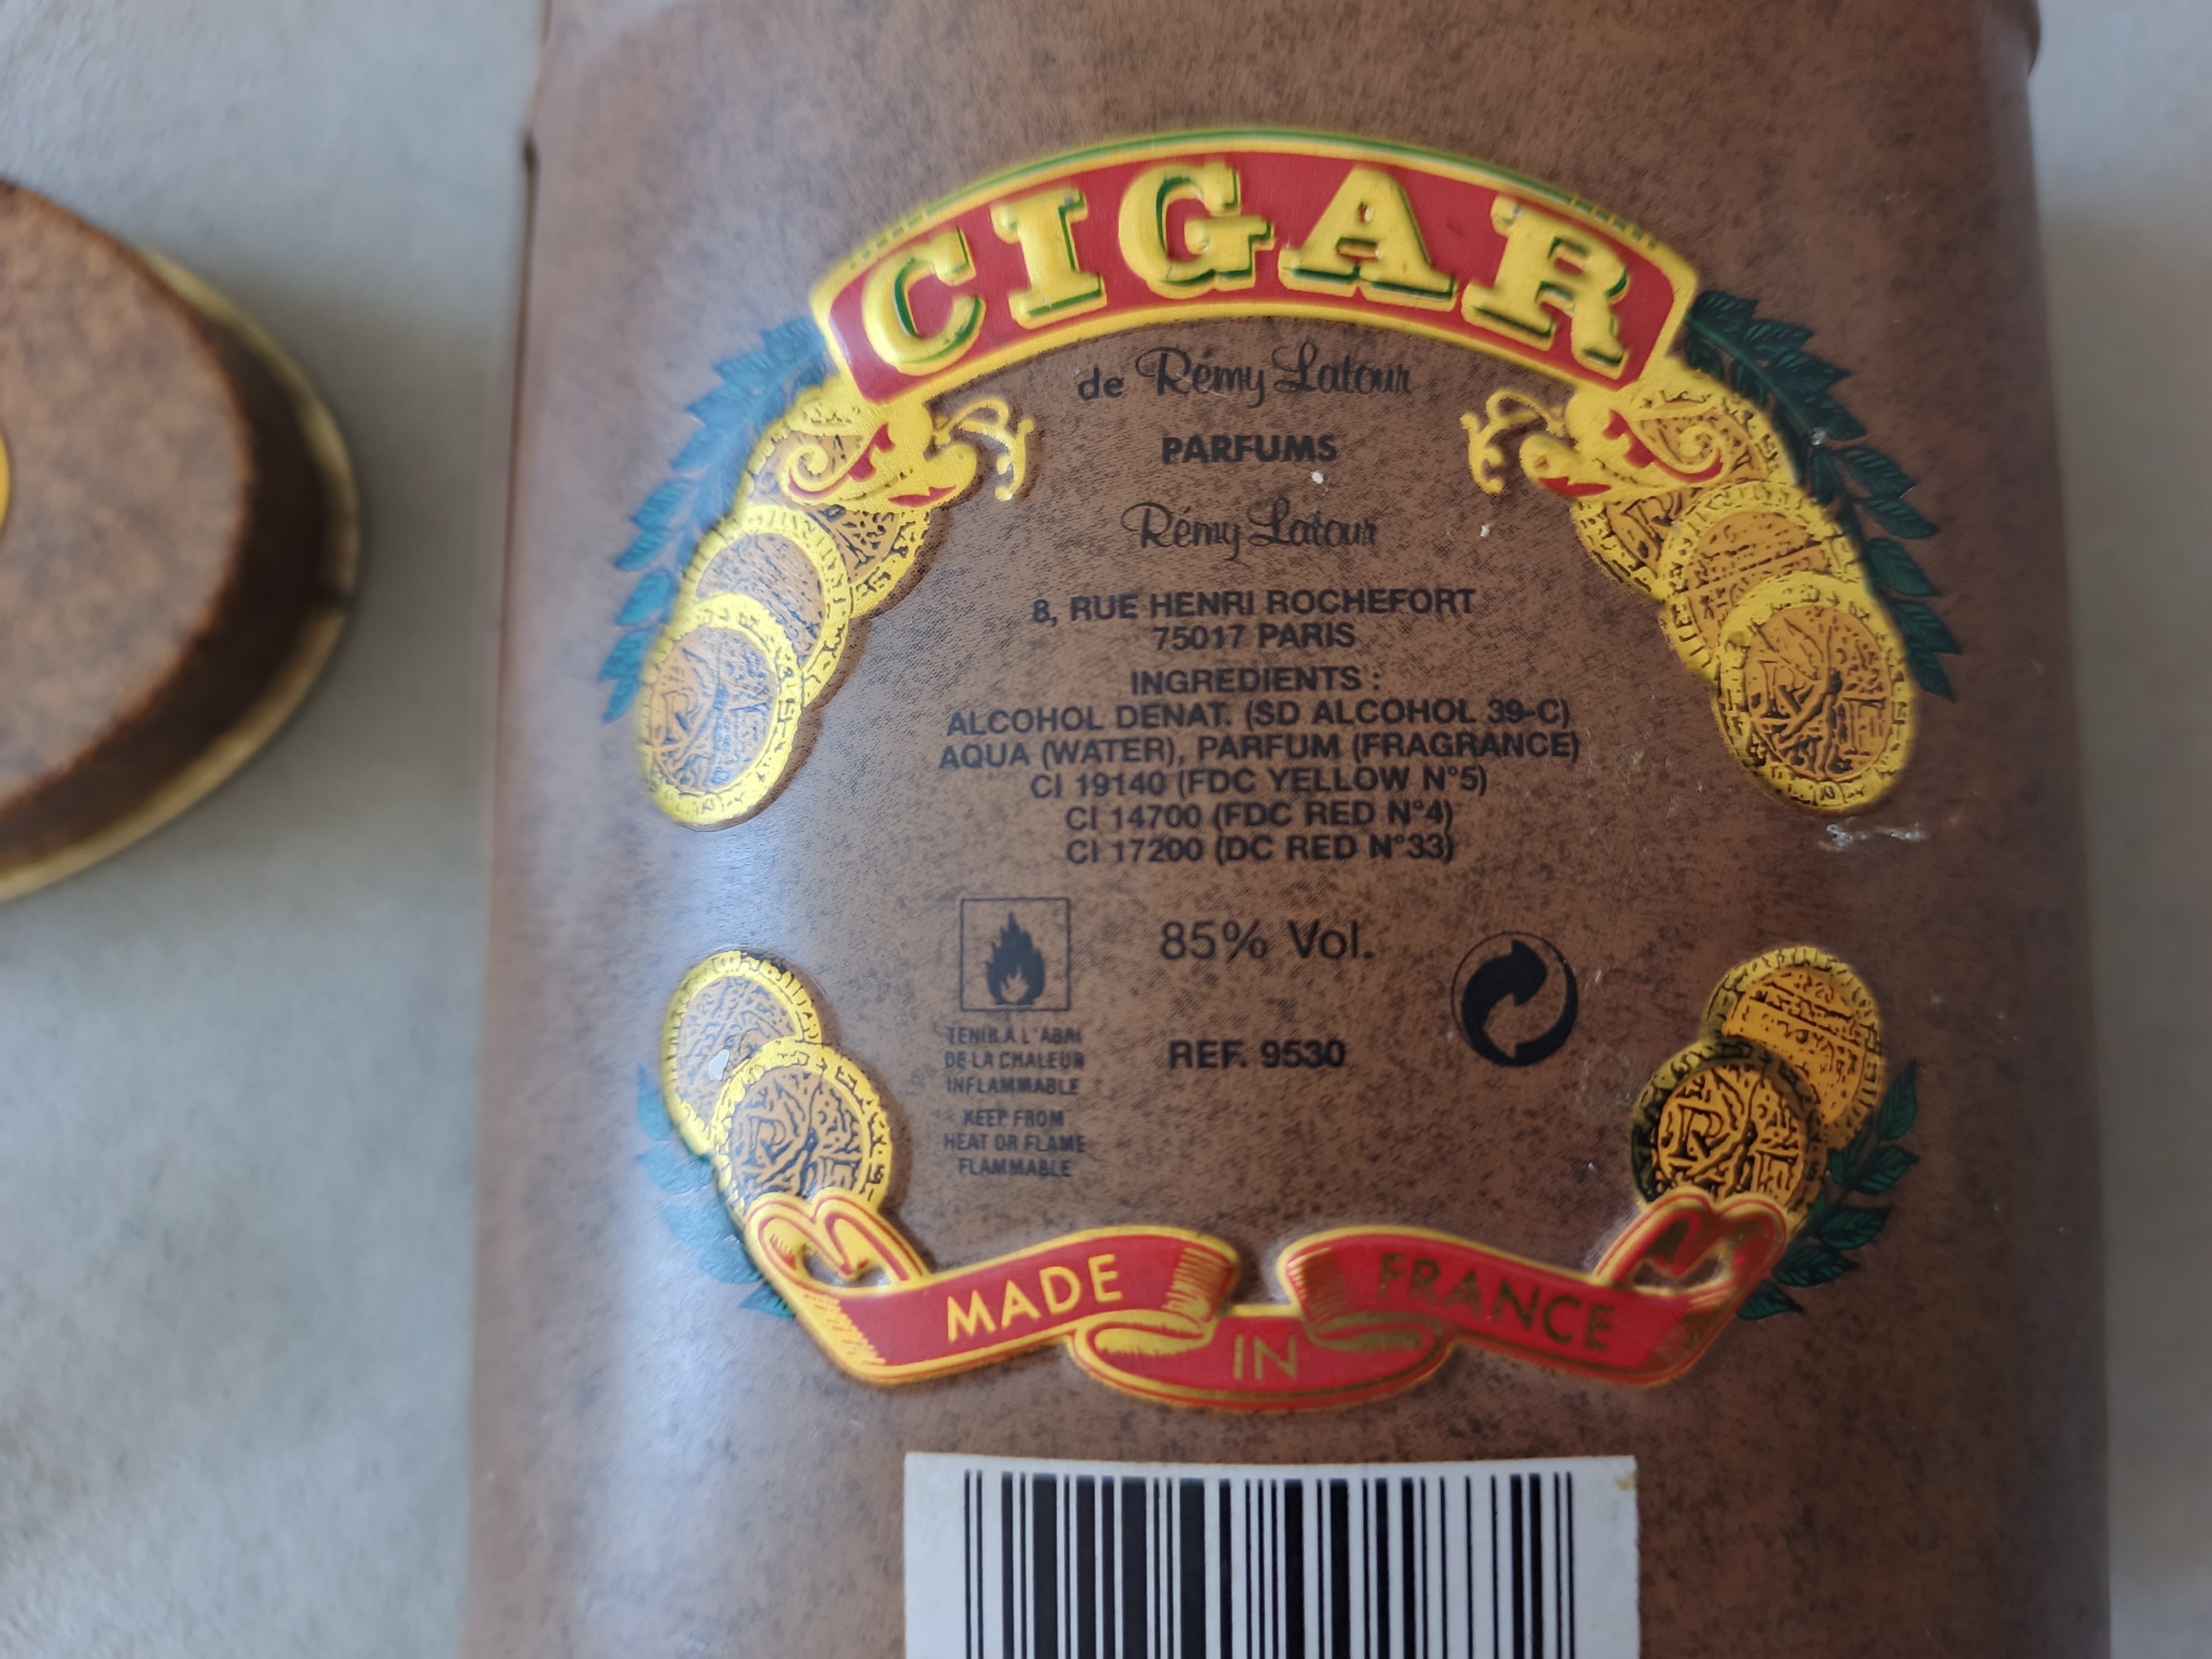 CIGAR
de Rémy Latour
PARFUMS
Rémy Latour
8, RUE HENRI ROCHEFORT
75017 PARIS
INGREDIENTS :
ALCOHOL DENAT. (SD ALCOHOL 39-C)
AQUA (WATER), PARFUM (FRAGRANCE)
CI 19140 (FDC YELLOW N°5)
CI 14700 (FDC RED N°4)
CI 17200 (DC RED N°33)
85% Vol.
TENIR A L'ABRI
DE LA CHALEUR
INFLAMMABLE
KEEP FROM
HEAT OR FLAME
FLAMMABLE
REF. 9530
MADE IN FRANCE